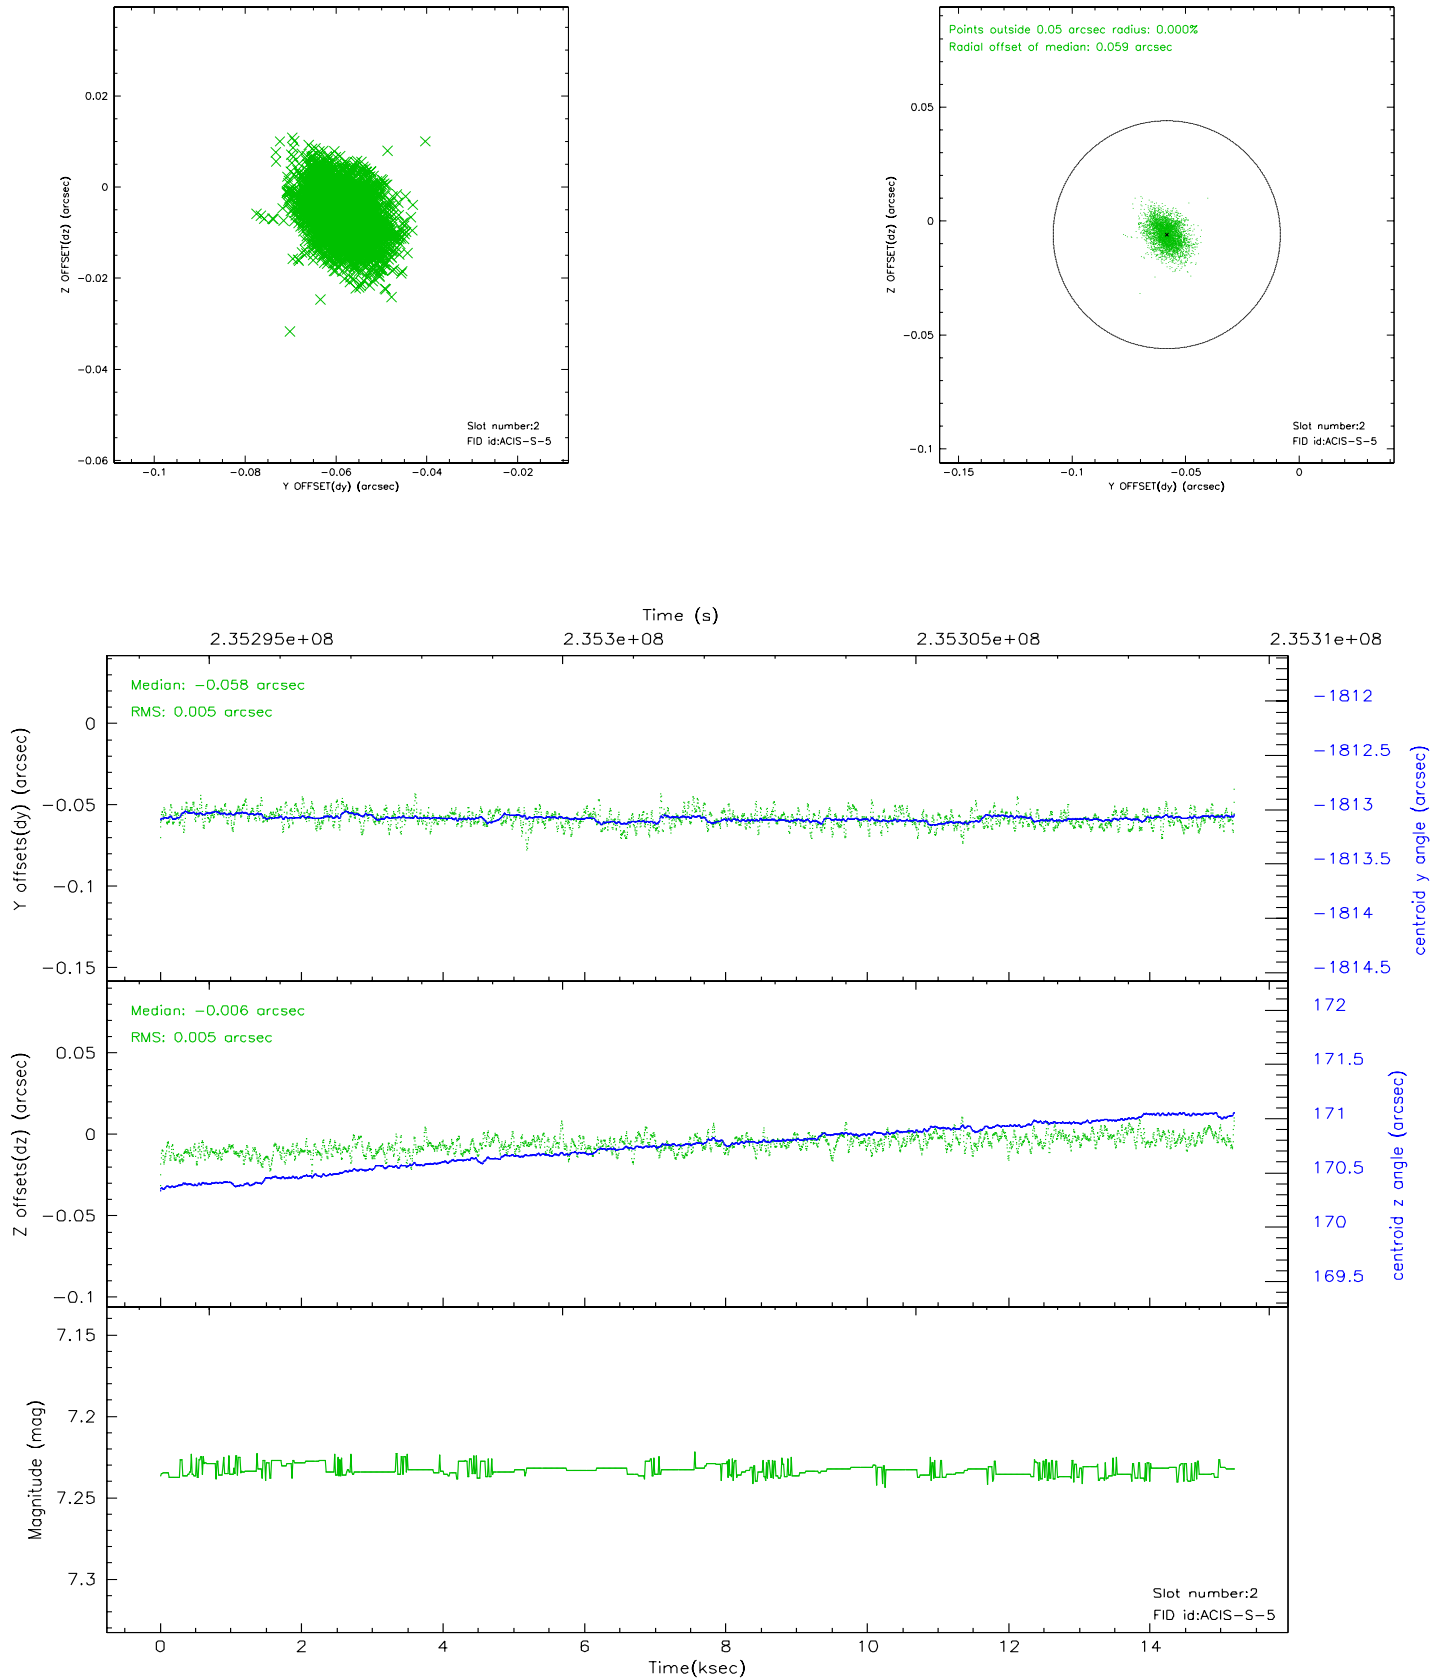 0.02
0
-0.02
-0.04
-0.06
Z OFFSET(dz) (arcsec)
Slot number:2
FID id:ACIS-S-5
-0.1
-0.08
-0.06
-0.04
-0.02
Y OFFSET(dy) (arcsec)
Points outside 0.05 arcsec radius: 0.000%
Radial offset of median: 0.059 arcsec
0.05
0
-0.05
-0.1
Z OFFSET(dz) (arcsec)
Slot number:2
FID id:ACIS-S-5
-0.15
-0.1
-0.05
0
Y OFFSET(dy) (arcsec)
Time (s)
2.35295e+08
2.353e+08
2.35305e+08
2.3531e+08
Median: -0.058 arcsec
RMS: 0.005 arcsec
0
-0.05
-0.1
-0.15
Y offsets(dy) (arcsec)
-1812
-1812.5
-1813
-1813.5
-1814
-1814.5
centroid y angle (arcsec)
Median: -0.006 arcsec
RMS: 0.005 arcsec
0.05
0
-0.05
-0.1
Z offsets(dz) (arcsec)
172
171.5
171
170.5
170
169.5
centroid z angle (arcsec)
7.15
7.2
7.25
7.3
Magnitude (mag)
Slot number:2
FID id:ACIS-S-5
0
2
4
6
8
10
12
14
Time(ksec)